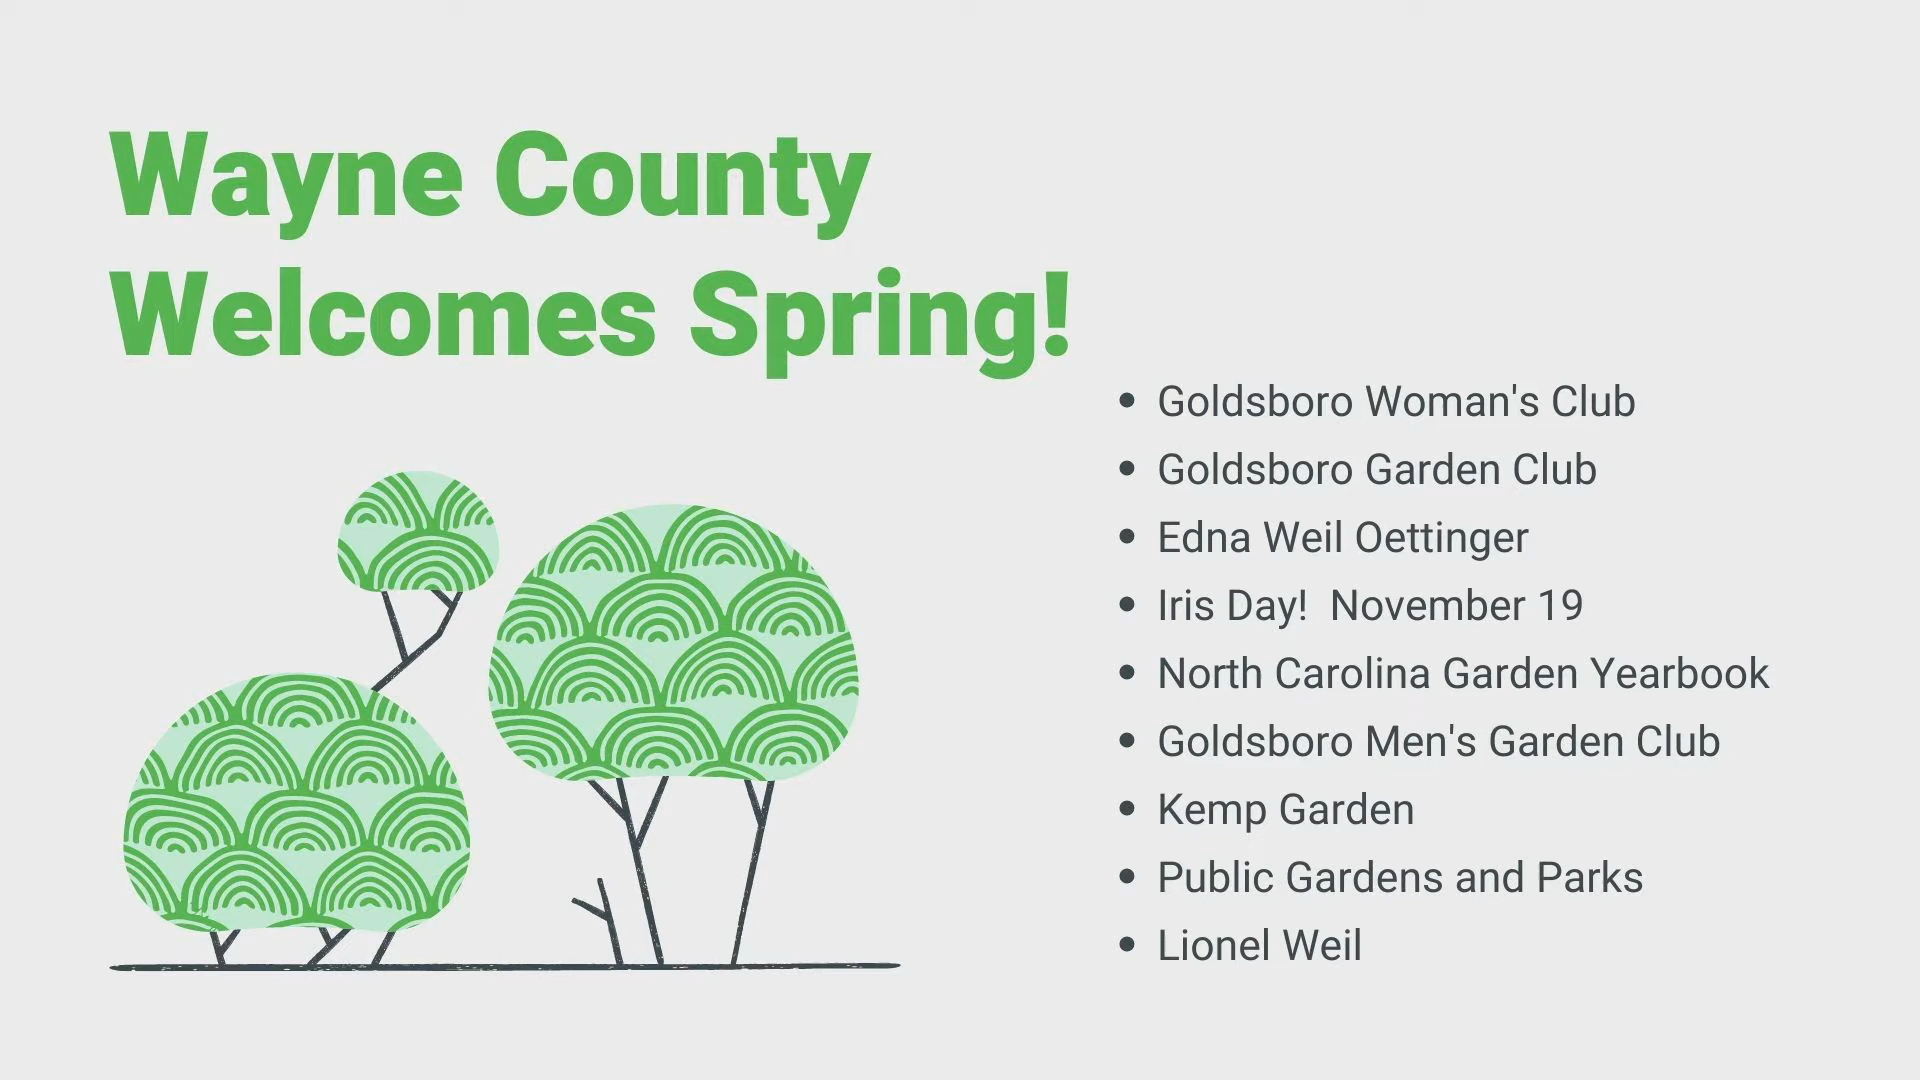 Wayne County
Welcomes Spring!
• Goldsboro Woman's Club
• Goldsboro Garden Club
• Edna Weil Oettinger
• Iris Day!  November 19
• North Carolina Garden Yearbook
• Goldsboro Men's Garden Club
• Kemp Garden
• Public Gardens and Parks
• Lionel Weil